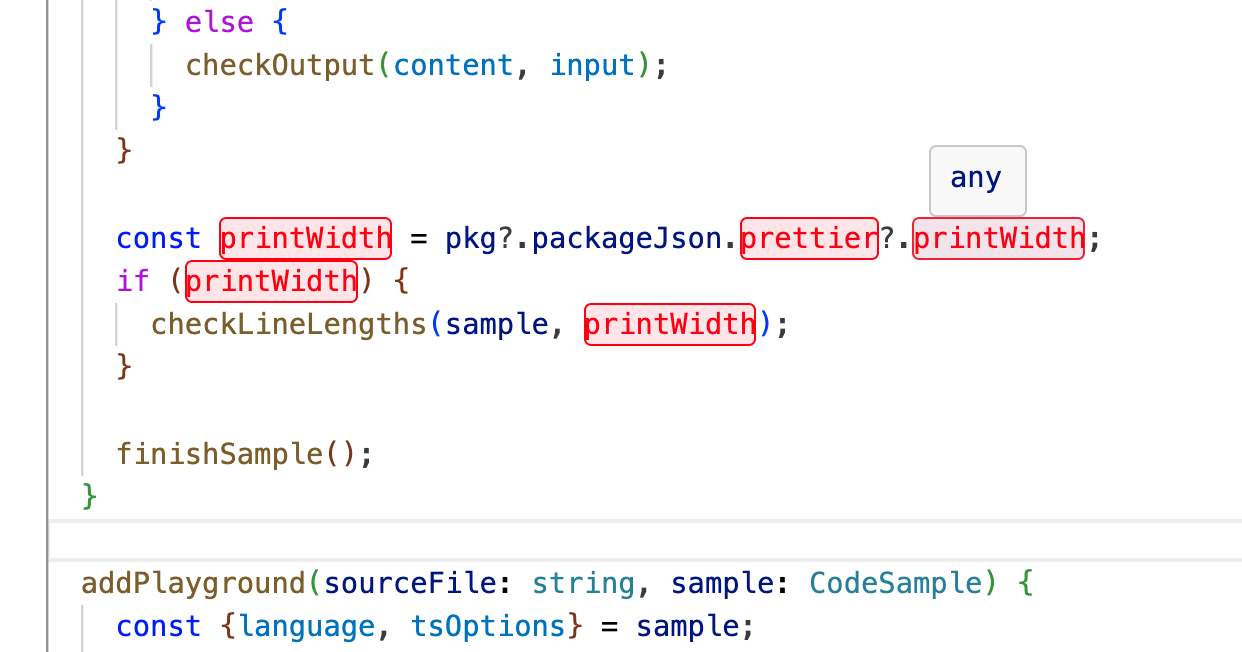 } else {
checkOutput(content, input);
}
}
any
const printWidth = pkg?.packageJson.prettier?.printWidth;
if (printWidth) {
checkLineLengths(sample, printWidth);
}
finishSample();
}
addPlayground(sourceFile: string, sample: CodeSample) {
const {language, tsOptions} = sample;